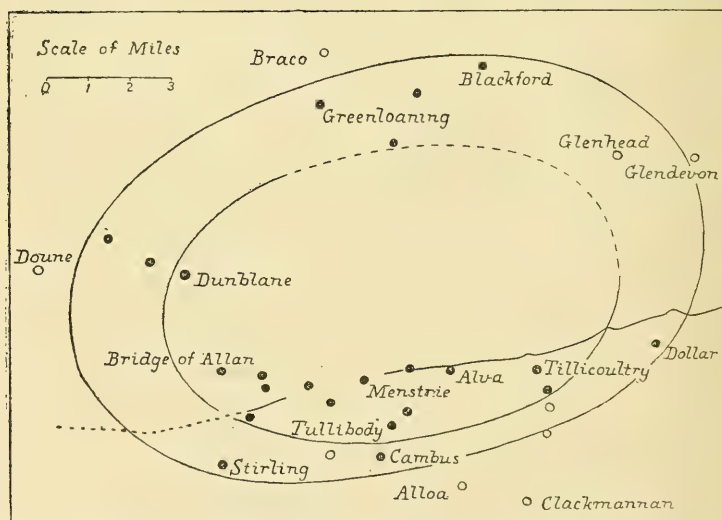 Scale of Miles
0 1 2 3
Braco
Blackford
Greenloaning
Glenhead
Glendevon
Doune
Dunblane
Bridge of Allan
Menstrie
Alva
Tillicoultry
Dollar
Tullibody
Stirling
Cambus
Alloa
Clackmannan